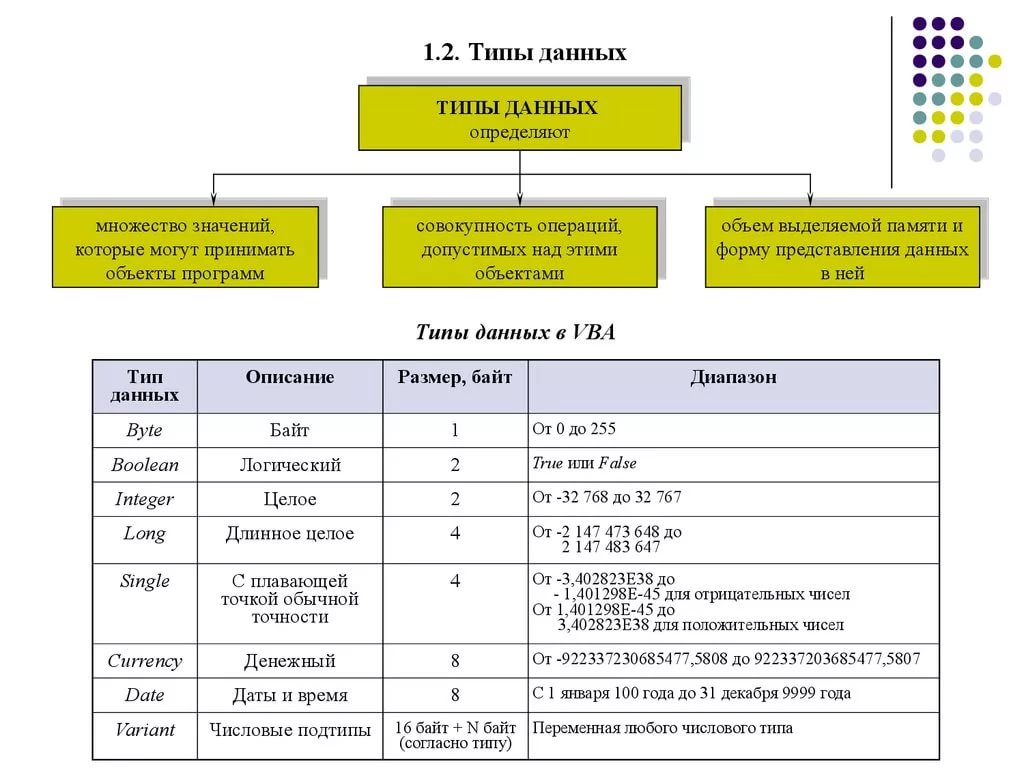 1.2. Типы данных
ТИПЫ ДАННЫХ
определяют
множество значений,
которые могут принимать
объекты программ
совокупность операций,
допустимых над этими
объектами
объем выделяемой памяти и
форму представления данных
в ней
Типы данных в VBA
Тип
данных
Описание
Размер, байт
Диапазон
Byte
Байт
1
От 0 до 255
Boolean
Логический
2
True или False
Integer
Целое
2
От -32 768 до 32 767
Long
Длинное целое
4
От -2 147 473 648 до
2 147 483 647
Single
С плавающей
точкой обычной
точности
4
От -3,402823E38 до
- 1,401298E-45 для отрицательных чисел
От 1,401298E-45 до
3,402823E38 для положительных чисел
Currency
Денежный
8
От -922337230685477,5808 до 922337203685477,5807
Date
Даты и время
8
С 1 января 100 года до 31 декабря 9999 года
Variant
Числовые подтипы
16 байт + N байт
(согласно типу)
Переменная любого числового типа